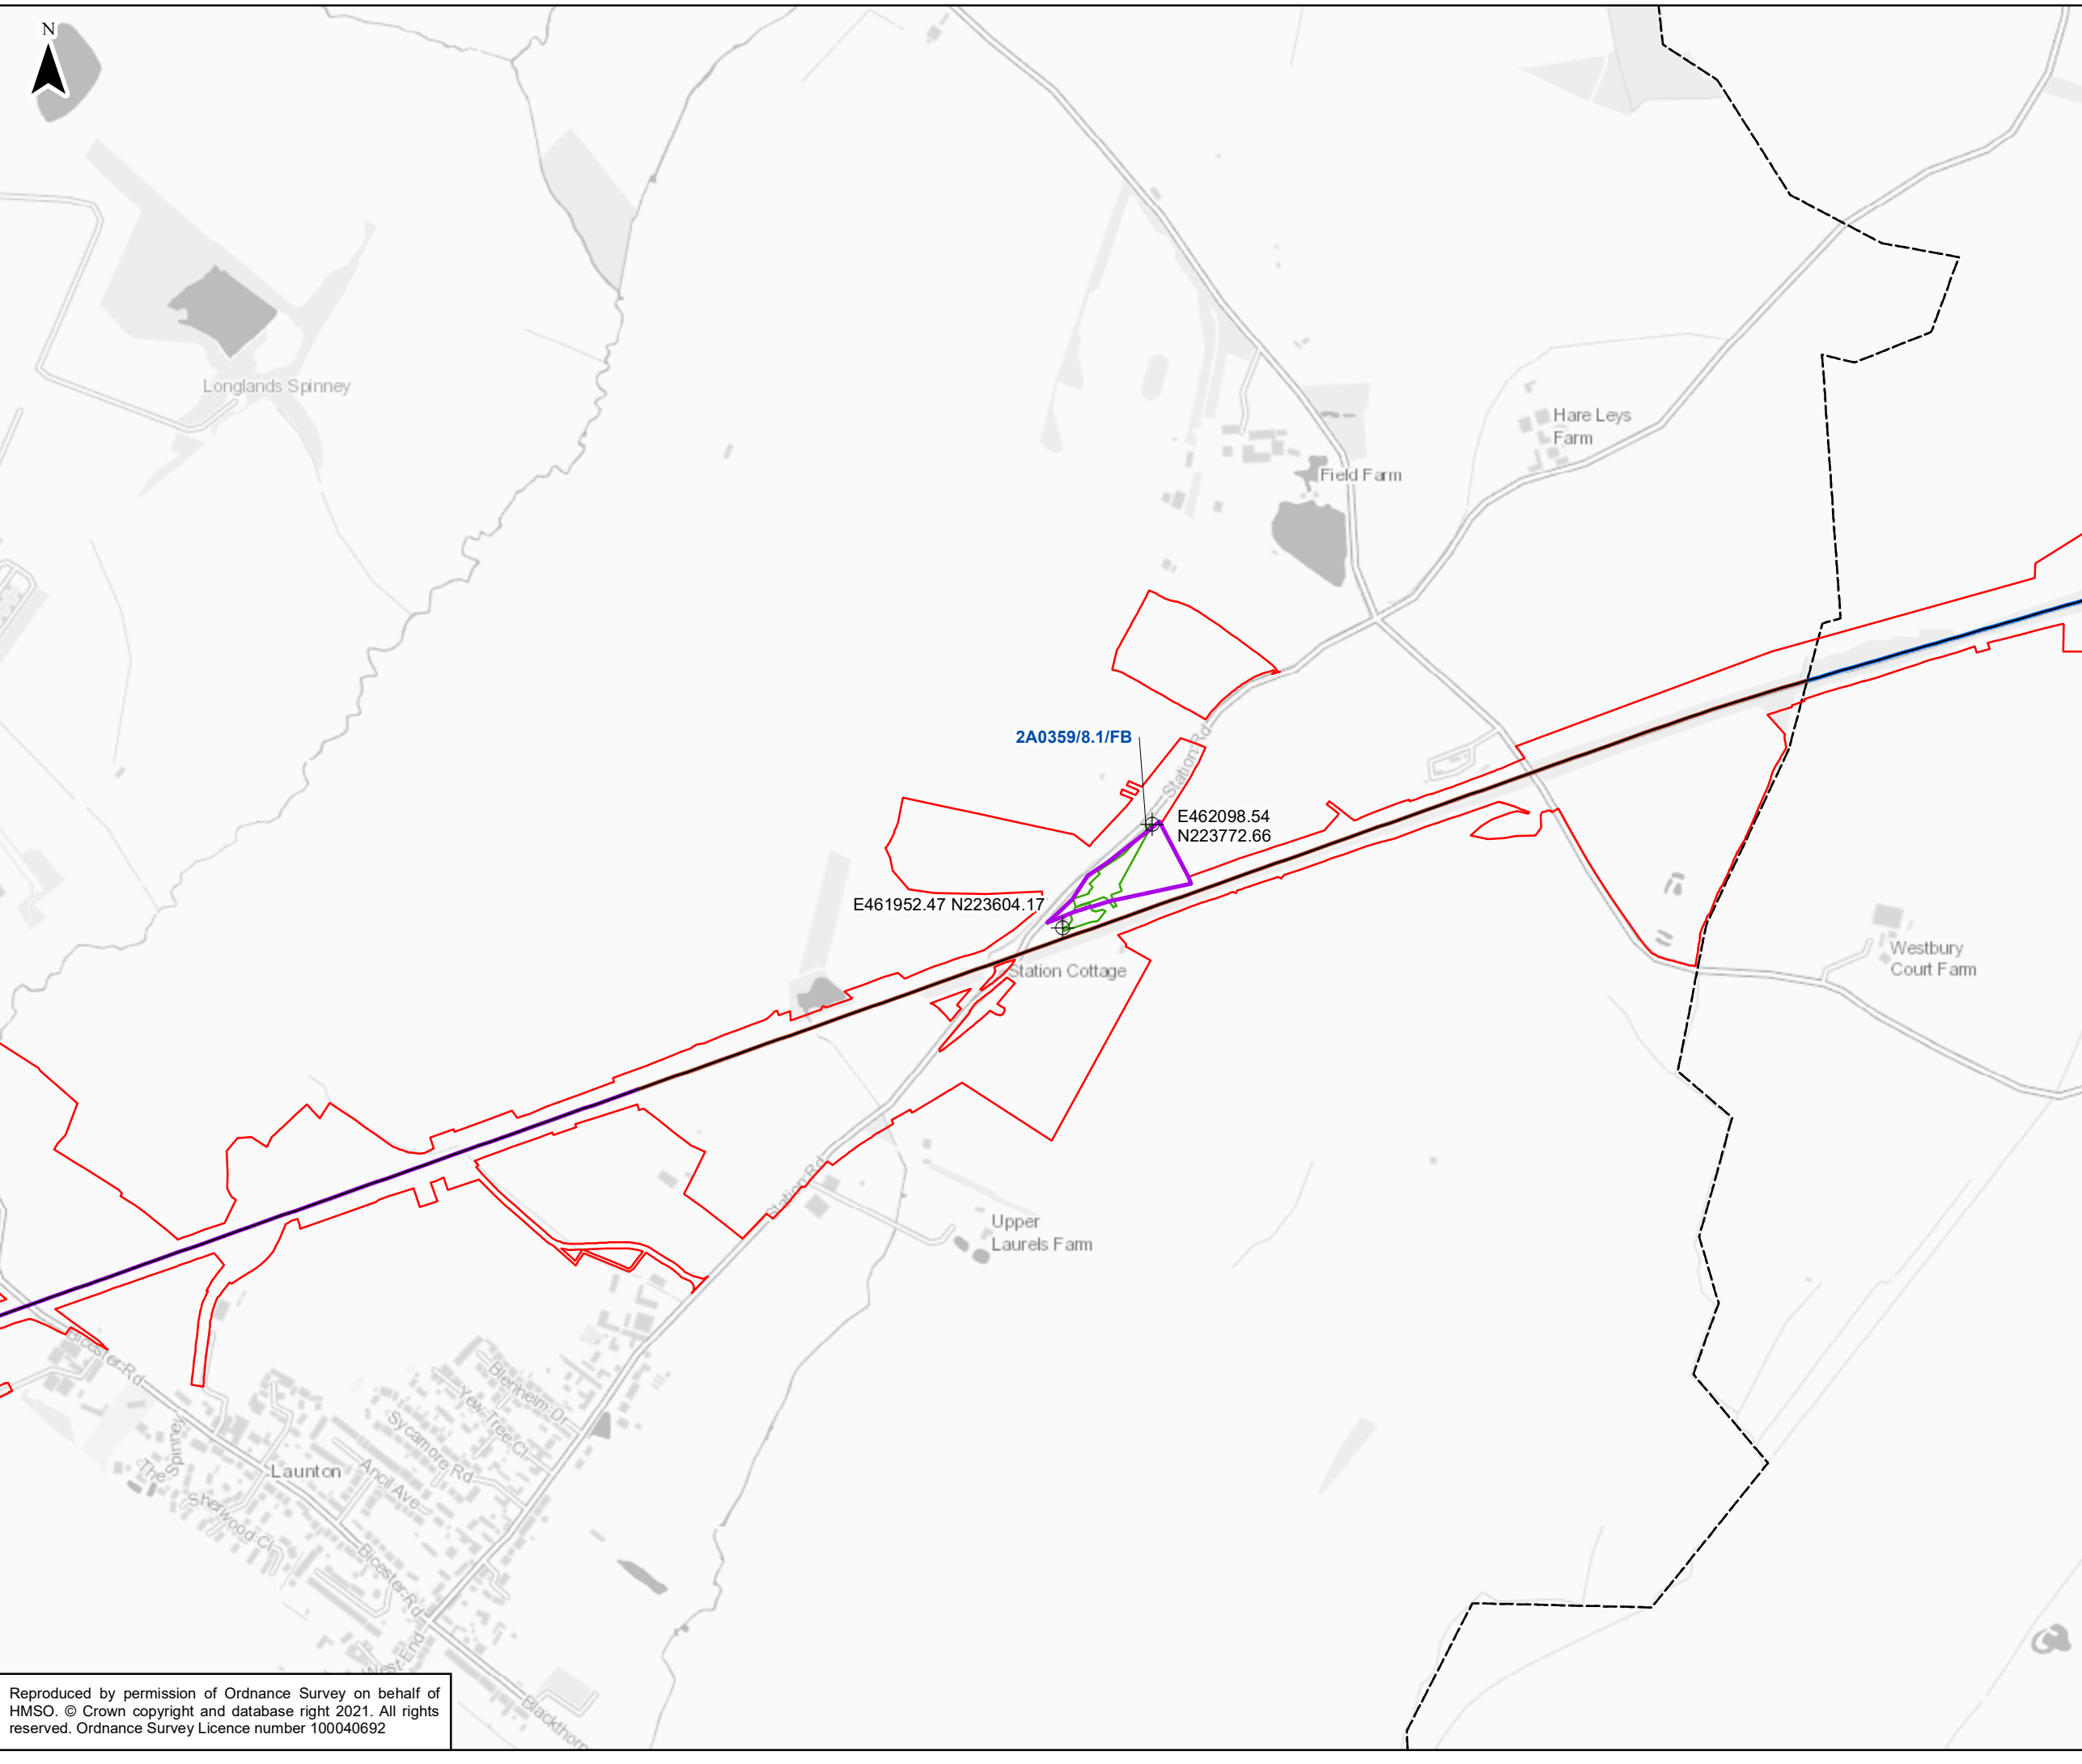 N
Longlands Spinney
Hare Leys
Farm
Field Farm
Station Rd
2A0359/8.1/FB
E462098.54
N223772.66
E461952.47 N223604.17
Station Cottage
Westbury
Court Farm
Station Rd
Upper
Laurels Farm
Bicester Rd
Blenheim Dr
Yew Tree Cl
Sycamore Rd
Ancil Ave
The
Spinney
Launton
Sherwood Cl
Bicester Rd
West End
Blackthorn
Reproduced by permission of Ordnance Survey on behalf of
HMSO. © Crown copyright and database right 2021. All rights
reserved. Ordnance Survey Licence number 100040692